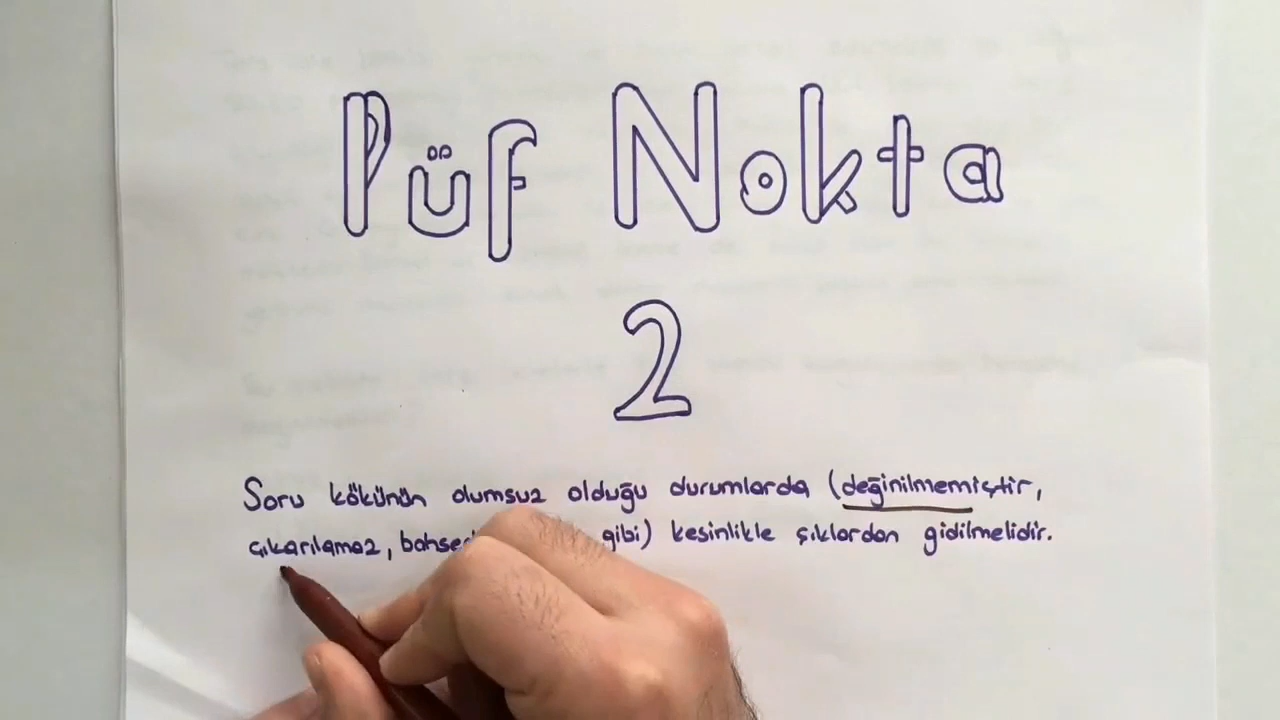 Püf Nokta
2
Soru kökünün olumsuz olduğu durumlarda (değinilmemiştir,
çıkarılamaz, gibi) kesinlikle şıklardan gidilmelidir.